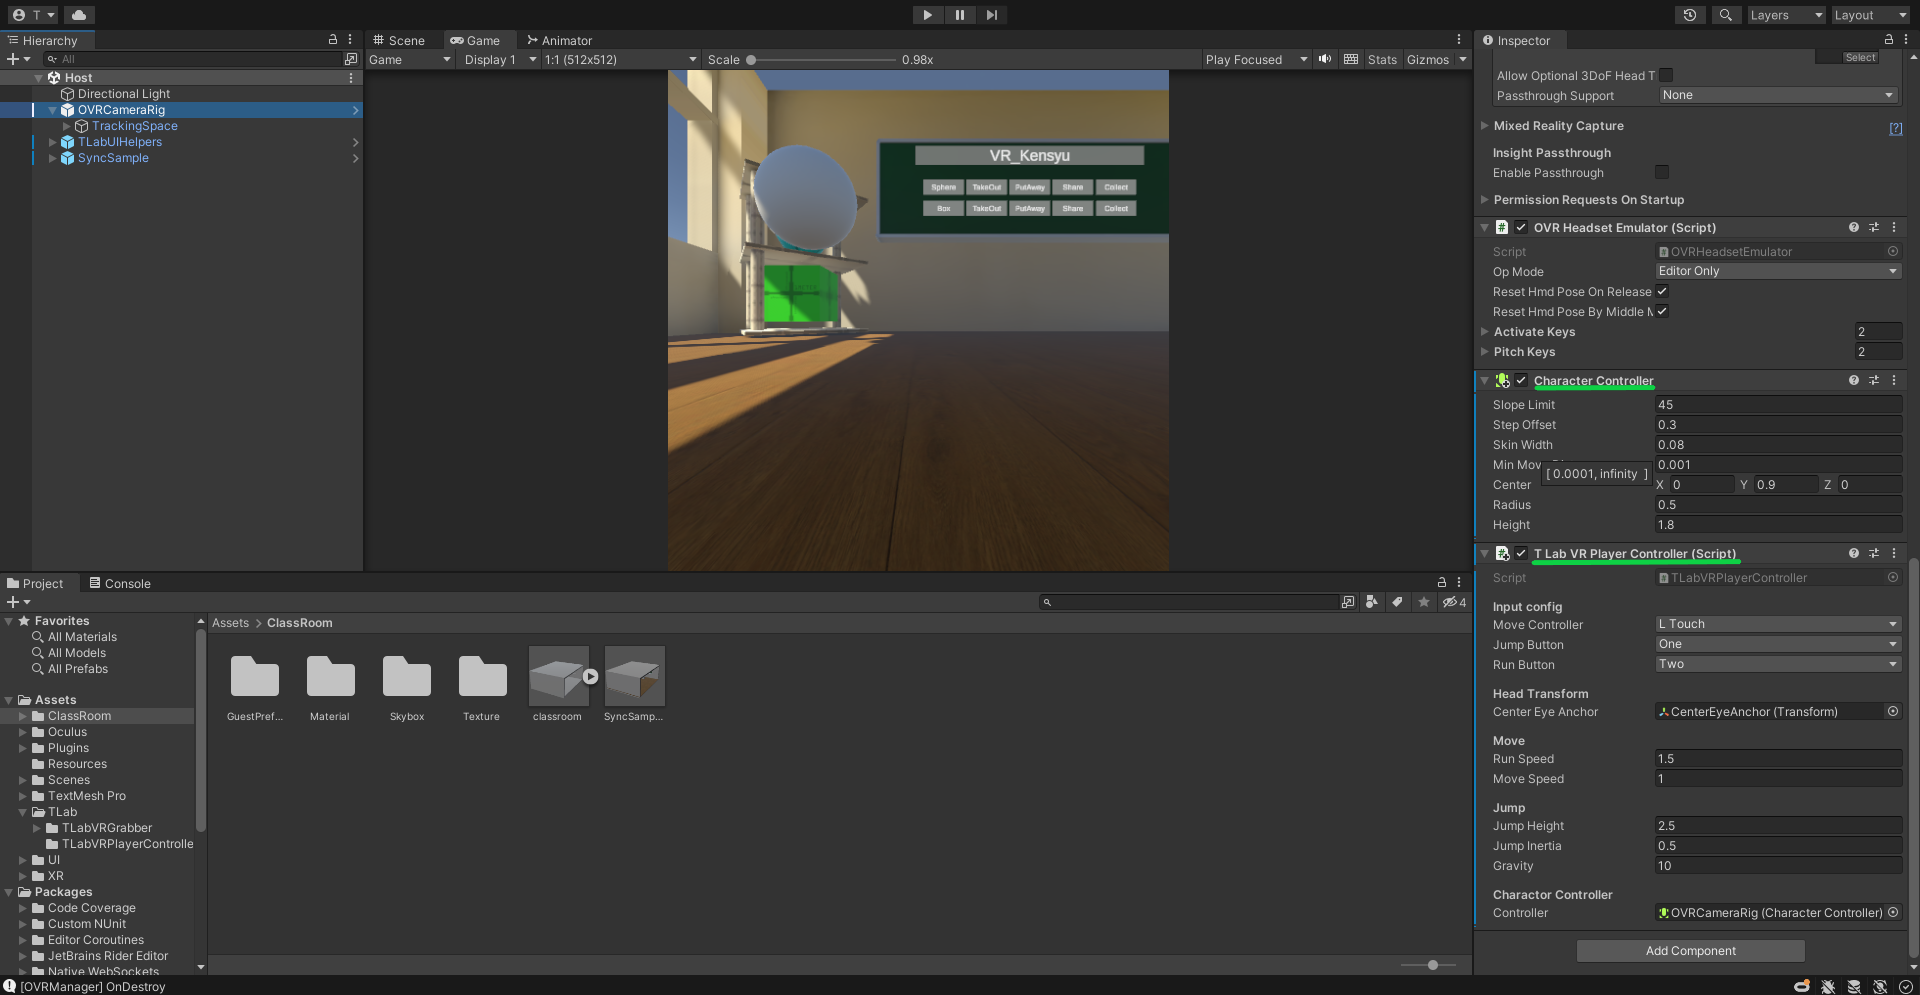 T
Layers
Layout
Hierarchy
All
Host
Directional Light
OVRCameraRig
TrackingSpace
TLabUIHelpers
SyncSample
Scene
Game
Animator
Game
Display 1
1:1 (512x512)
Scale
0.98x
Play Focused
Stats
Gizmos
VR_Kensyu
Sphere TakeOut PutAway Share Collect
Box TakeOut PutAway Share Collect
Inspector
Select
Allow Optional 3DoF Head T
Passthrough Support None
Mixed Reality Capture [?]
Insight Passthrough
Enable Passthrough
Permission Requests On Startup
# OVR Headset Emulator (Script)
Script OVRHeadsetEmulator
Op Mode Editor Only
Reset Hmd Pose On Release
Reset Hmd Pose By Middle M
Activate Keys 2
Pitch Keys 2
Character Controller
Slope Limit 45
Step Offset 0.3
Skin Width 0.08
Min Mov 0.001
[ 0.0001, infinity ]
Center X 0 Y 0.9 Z 0
Radius 0.5
Height 1.8
# T Lab VR Player Controller (Script)
Script TLabVRPlayerController
Input config
Move Controller L Touch
Jump Button One
Run Button Two
Head Transform
Center Eye Anchor CenterEyeAnchor (Transform)
Move
Run Speed 1.5
Move Speed 1
Jump
Jump Height 2.5
Jump Inertia 0.5
Gravity 10
Charactor Controller
Controller OVRCameraRig (Character Controller)
Add Component
Project
Console
4
Favorites
All Materials
All Models
All Prefabs
Assets
ClassRoom
Oculus
Plugins
Resources
Scenes
TextMesh Pro
TLab
TLabVRGrabber
TLabVRPlayerControlle
UI
XR
Packages
Code Coverage
Custom NUnit
Editor Coroutines
JetBrains Rider Editor
Native WebSockets
Assets > ClassRoom
GuestPref...
Material
Skybox
Texture
classroom
SyncSamp...
[OVRManager] OnDestroy